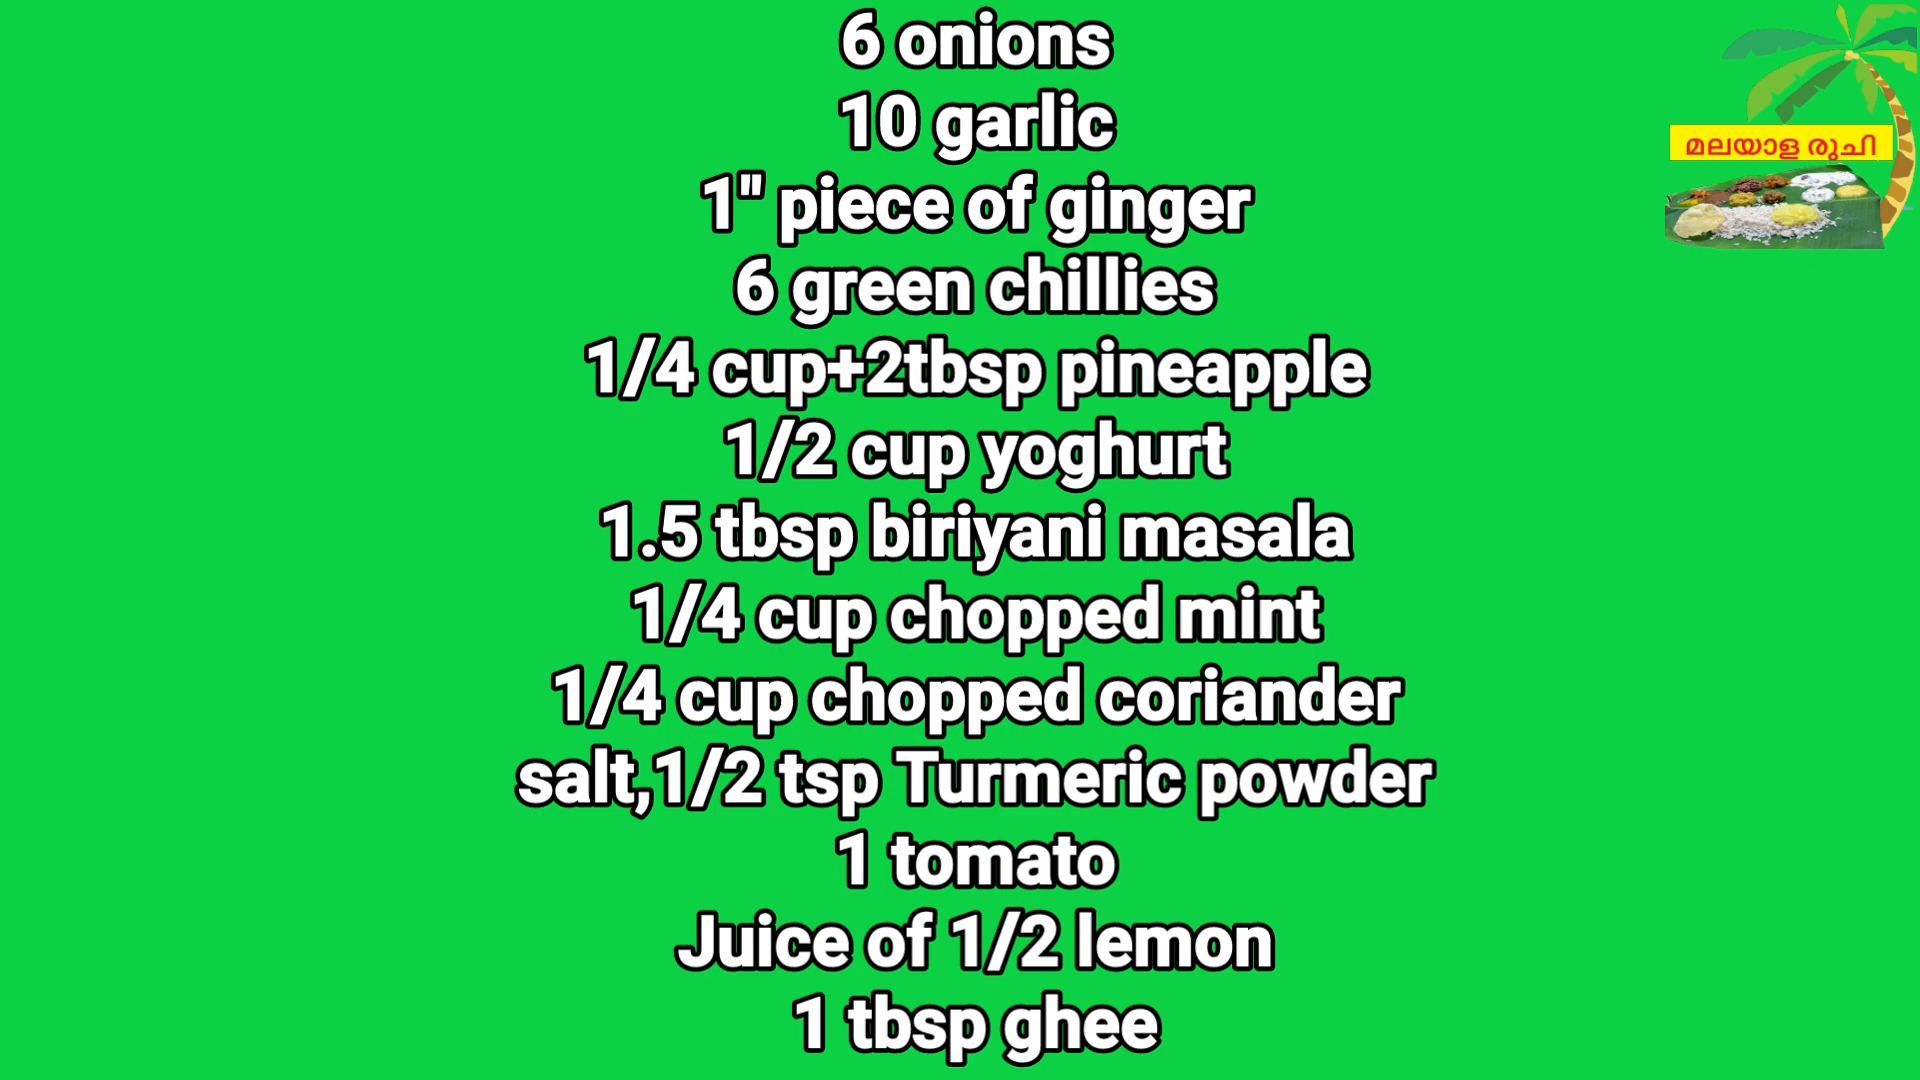 6 onions
10 garlic
1" piece of ginger
6 green chillies
1/4 cup+2tbsp pineapple
1/2 cup yoghurt
1.5 tbsp biriyani masala
1/4 cup chopped mint
1/4 cup chopped coriander
salt,1/2 tsp Turmeric powder
1 tomato
Juice of 1/2 lemon
1 tbsp ghee
മലയാള രുചി